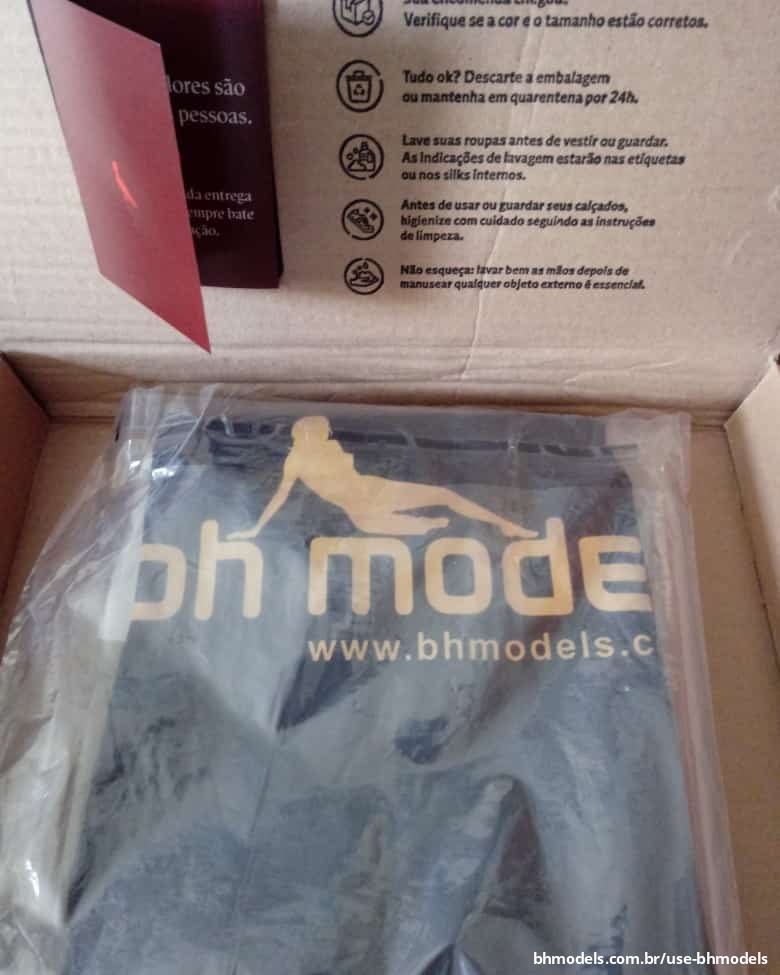 Sua encomenda chegou!
Verifique se a cor e o tamanho estão corretos.
Tudo ok? Descarte a embalagem
ou mantenha em quarentena por 24h.
Lave suas roupas antes de vestir ou guardar.
As indicações de lavagem estarão nas etiquetas
ou nos silks internos.
Antes de usar ou guardar seus calçados,
higienize com cuidado seguindo as instruções
de limpeza.
Não esqueça: lavar bem as mãos depois de
manusear qualquer objeto externo é essencial.
lores são
pessoas.
da entrega
empre bate
ção.
bh mode
www.bhmodels.c
bhmodels.com.br/use-bhmodels